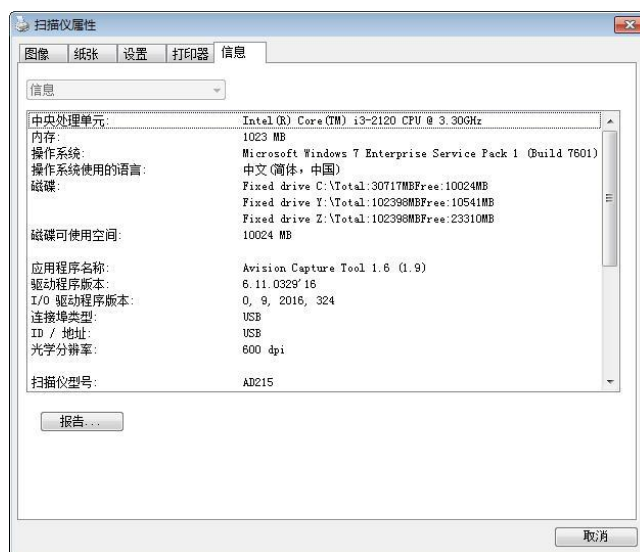 扫描仪属性
图像 纸张 设置 打印器 信息
信息
中央处理单元: Intel(R) Core(TM) i3-2120 CPU @ 3.30GHz
内存: 1023 MB
操作系统: Microsoft Windows 7 Enterprise Service Pack 1 (Build 7601)
操作系统使用的语言: 中文(简体，中国)
磁碟: Fixed drive C:\Total:30717MBFree:10024MB
Fixed drive Y:\Total:102398MBFree:10541MB
Fixed drive Z:\Total:102398MBFree:23310MB
磁碟可使用空间: 10024 MB
应用程序名称: Avision Capture Tool 1.6 (1.9)
驱动程序版本: 6.11.0329'16
I/O 驱动程序版本: 0, 9, 2016, 324
连接埠类型: USB
ID / 地址: USB
光学分辨率: 600 dpi
扫描仪型号: AD215
报告...
取消